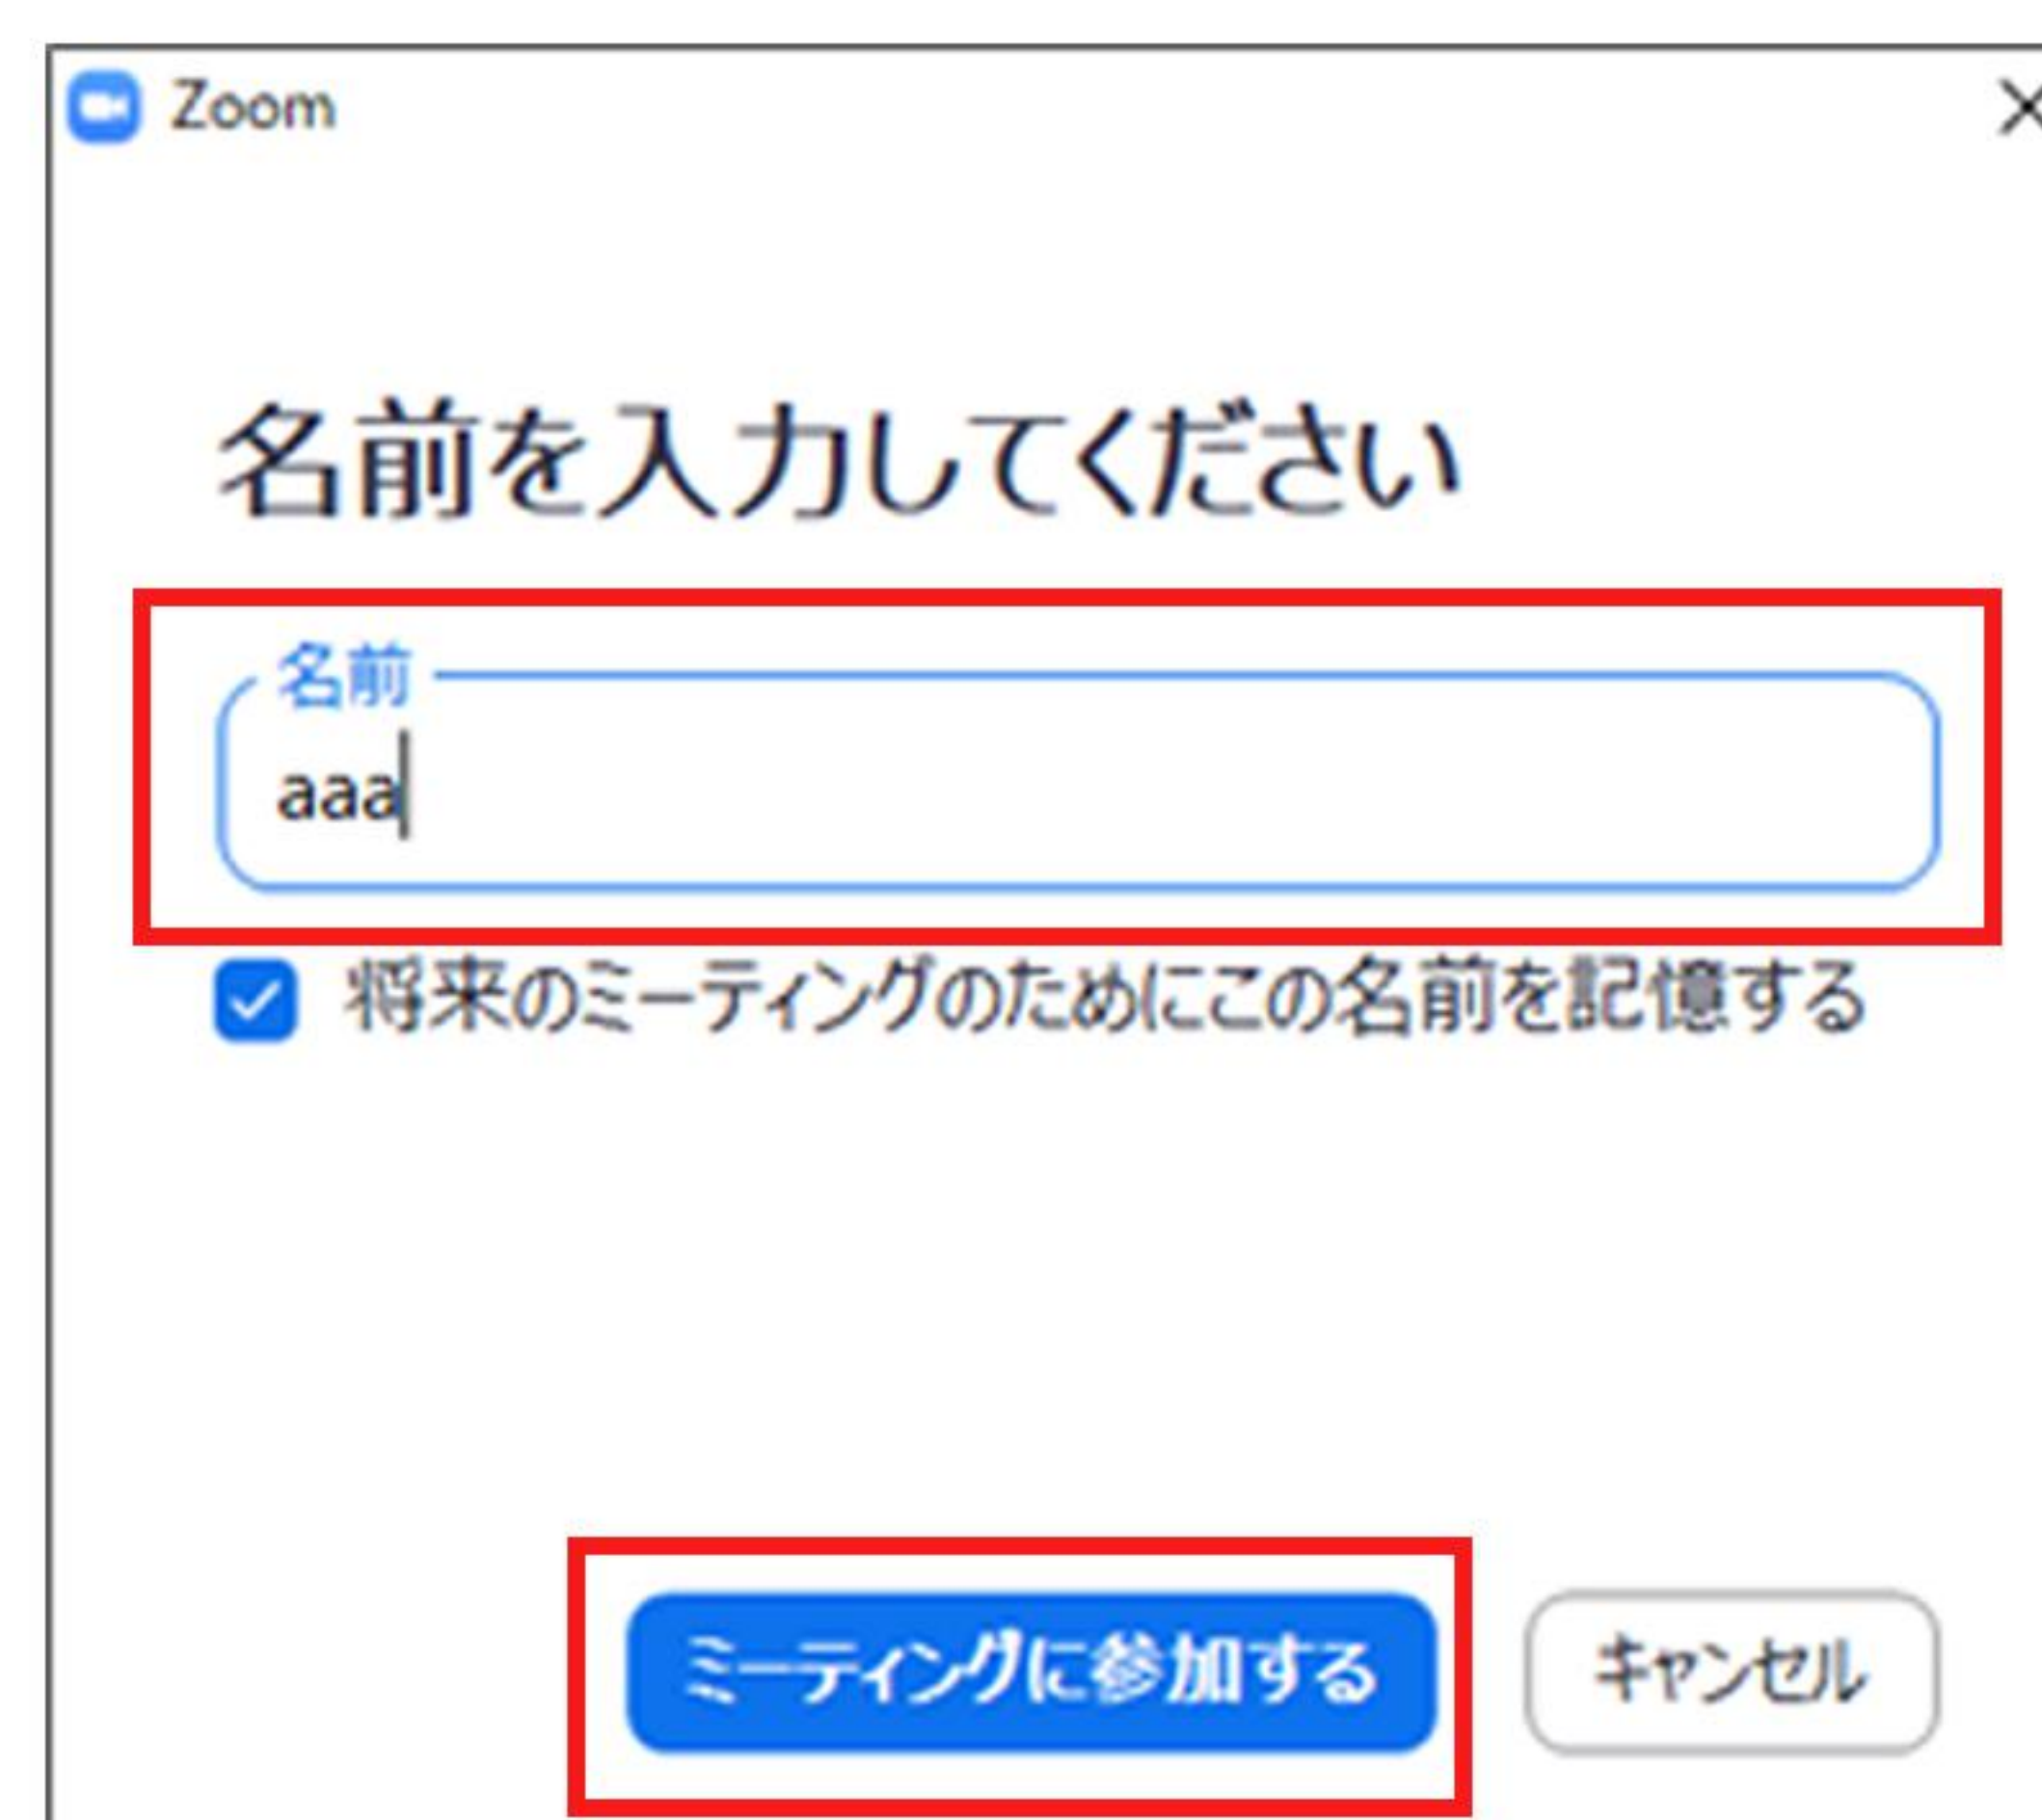 Zoom
名前を入力してください
名前
aaa
将来のミーティングのためにこの名前を記憶する
ミーティングに参加する
キャンセル